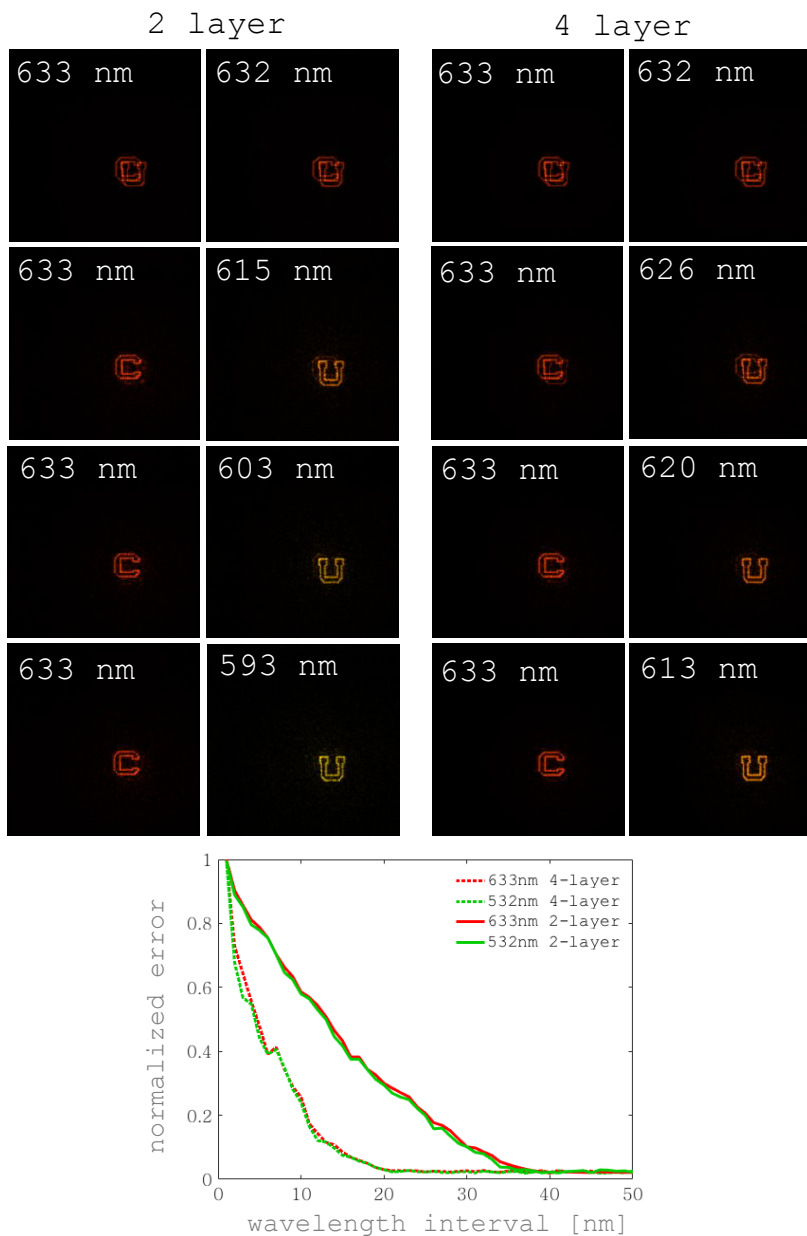 2 layer 4 layer
633 nm 632 nm 633 nm 632 nm
C U C U C U C U
633 nm 615 nm 633 nm 626 nm
C U C U
633 nm 603 nm 633 nm 620 nm
C U C U
633 nm 593 nm 633 nm 613 nm
C U C U
1
633nm 4-layer
532nm 4-layer
0.8
633nm 2-layer
532nm 2-layer
0.6
normalized error
0.4
0.2
0
0 10 20 30 40 50
wavelength interval [nm]